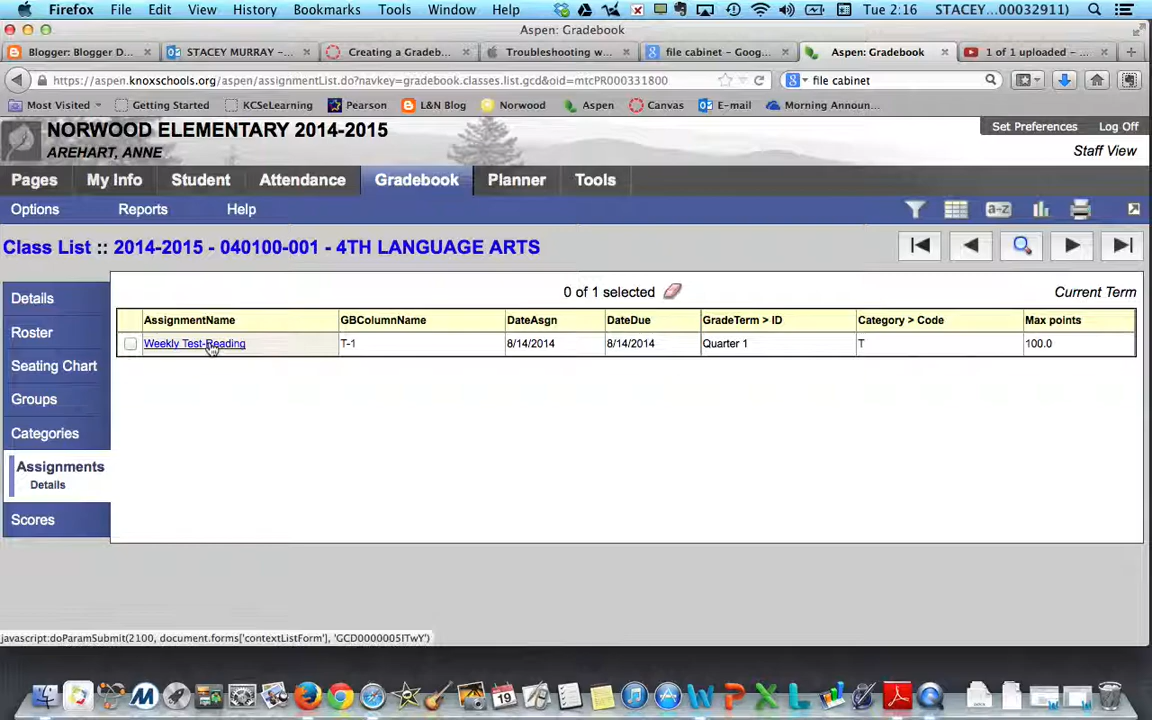 Firefox File Edit View History Bookmarks Tools Window Help Tue 2:16 STACEY...00032911)
Aspen: Gradebook
Blogger: Blogger D... STACEY MURRAY -... Creating a Gradeb... Troubleshooting w... file cabinet - Goog... Aspen: Gradebook 1 of 1 uploaded - ...
https://aspen.knoxschools.org/aspen/assignmentList.do?navkey=gradebook.classes.list.gcd&oid=mtcPR000331800 file cabinet
Most Visited Getting Started KCSeLearning Pearson L&N Blog Norwood Aspen Canvas E-mail Morning Announ...
NORWOOD ELEMENTARY 2014-2015 Set Preferences Log Off
AREHART, ANNE Staff View
Pages My Info Student Attendance Gradebook Planner Tools
Options Reports Help a-z
Class List :: 2014-2015 - 040100-001 - 4TH LANGUAGE ARTS
Details
Roster
Seating Chart
Groups
Categories
Assignments
Details
Scores
0 of 1 selected Current Term
AssignmentName GBColumnName DateAsgn DateDue GradeTerm > ID Category > Code Max points
Weekly Test-Reading T-1 8/14/2014 8/14/2014 Quarter 1 T 100.0
javascript:doParamSubmit(2100, document.forms['contextListForm'], 'GCD0000005ITwY')
19